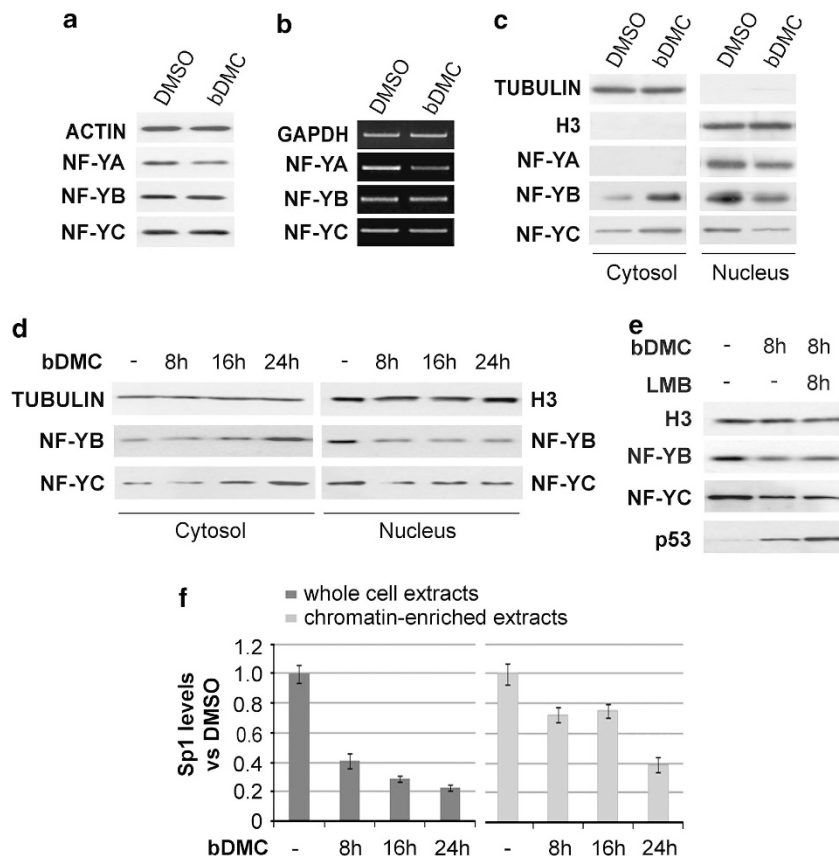 a
DMSO bDMC
ACTIN
NF-YA
NF-YB
NF-YC
b
DMSO bDMC
GAPDH
NF-YA
NF-YB
NF-YC
c
DMSO bDMC DMSO bDMC
TUBULIN
H3
NF-YA
NF-YB
NF-YC
Cytosol Nucleus
d
bDMC - 8h 16h 24h - 8h 16h 24h
TUBULIN H3
NF-YB NF-YB
NF-YC NF-YC
Cytosol Nucleus
e
bDMC - 8h 8h
LMB - - 8h
H3
NF-YB
NF-YC
p53
f
whole cell extracts
chromatin-enriched extracts
Sp1 levels
vs DMSO
1.2
1.0
0.8
0.6
0.4
0.2
0
bDMC - 8h 16h 24h - 8h 16h 24h